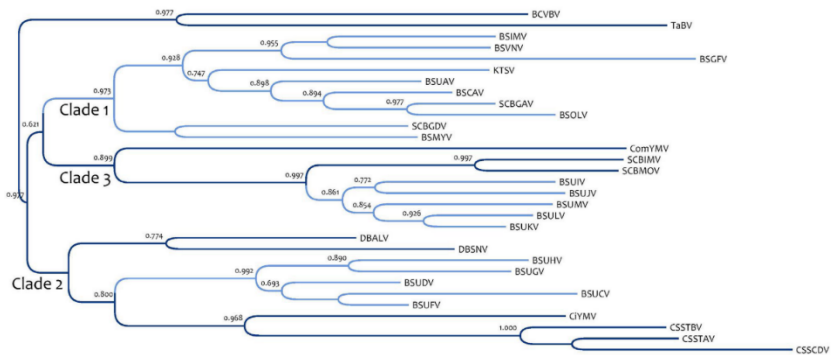 0.977 BCVBV
TaBV
BSIMV
0.955 BSVNV
0.928 BSGFV
0.747 KTSV
0.973 0.898 BSUAV
0.894 BSCAV
Clade 1 0.977 SCBGAV
BSOLV
0.621 SCBGDV
BSMYV
0.899 ComYMV
Clade 3 0.997 SCBIMV
SCBMOV
0.997 0.772 BSUIV
0.977 0.861 BSUJV
0.854 BSUMV
0.926 BSULV
BSUKV
0.774 DBALV
DBSNV
0.890 BSUHV
Clade 2 0.992 BSUGV
0.693 BSUDV
0.800 BSUCV
BSUFV
0.968 CiYMV
1.000 CSSTBV
CSSTAV
CSSCDV